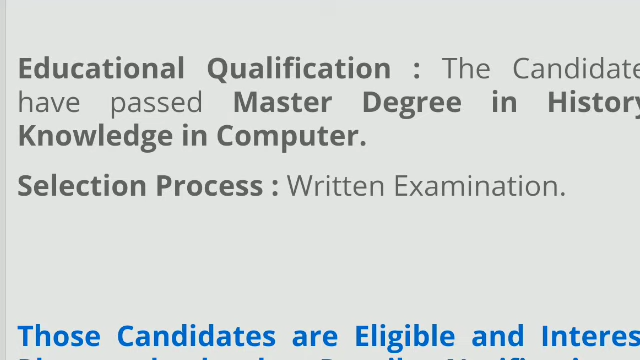 Educational Qualification : The Candidate
have passed Master Degree in History
Knowledge in Computer.
Selection Process : Written Examination.
Those Candidates are Eligible and Interes